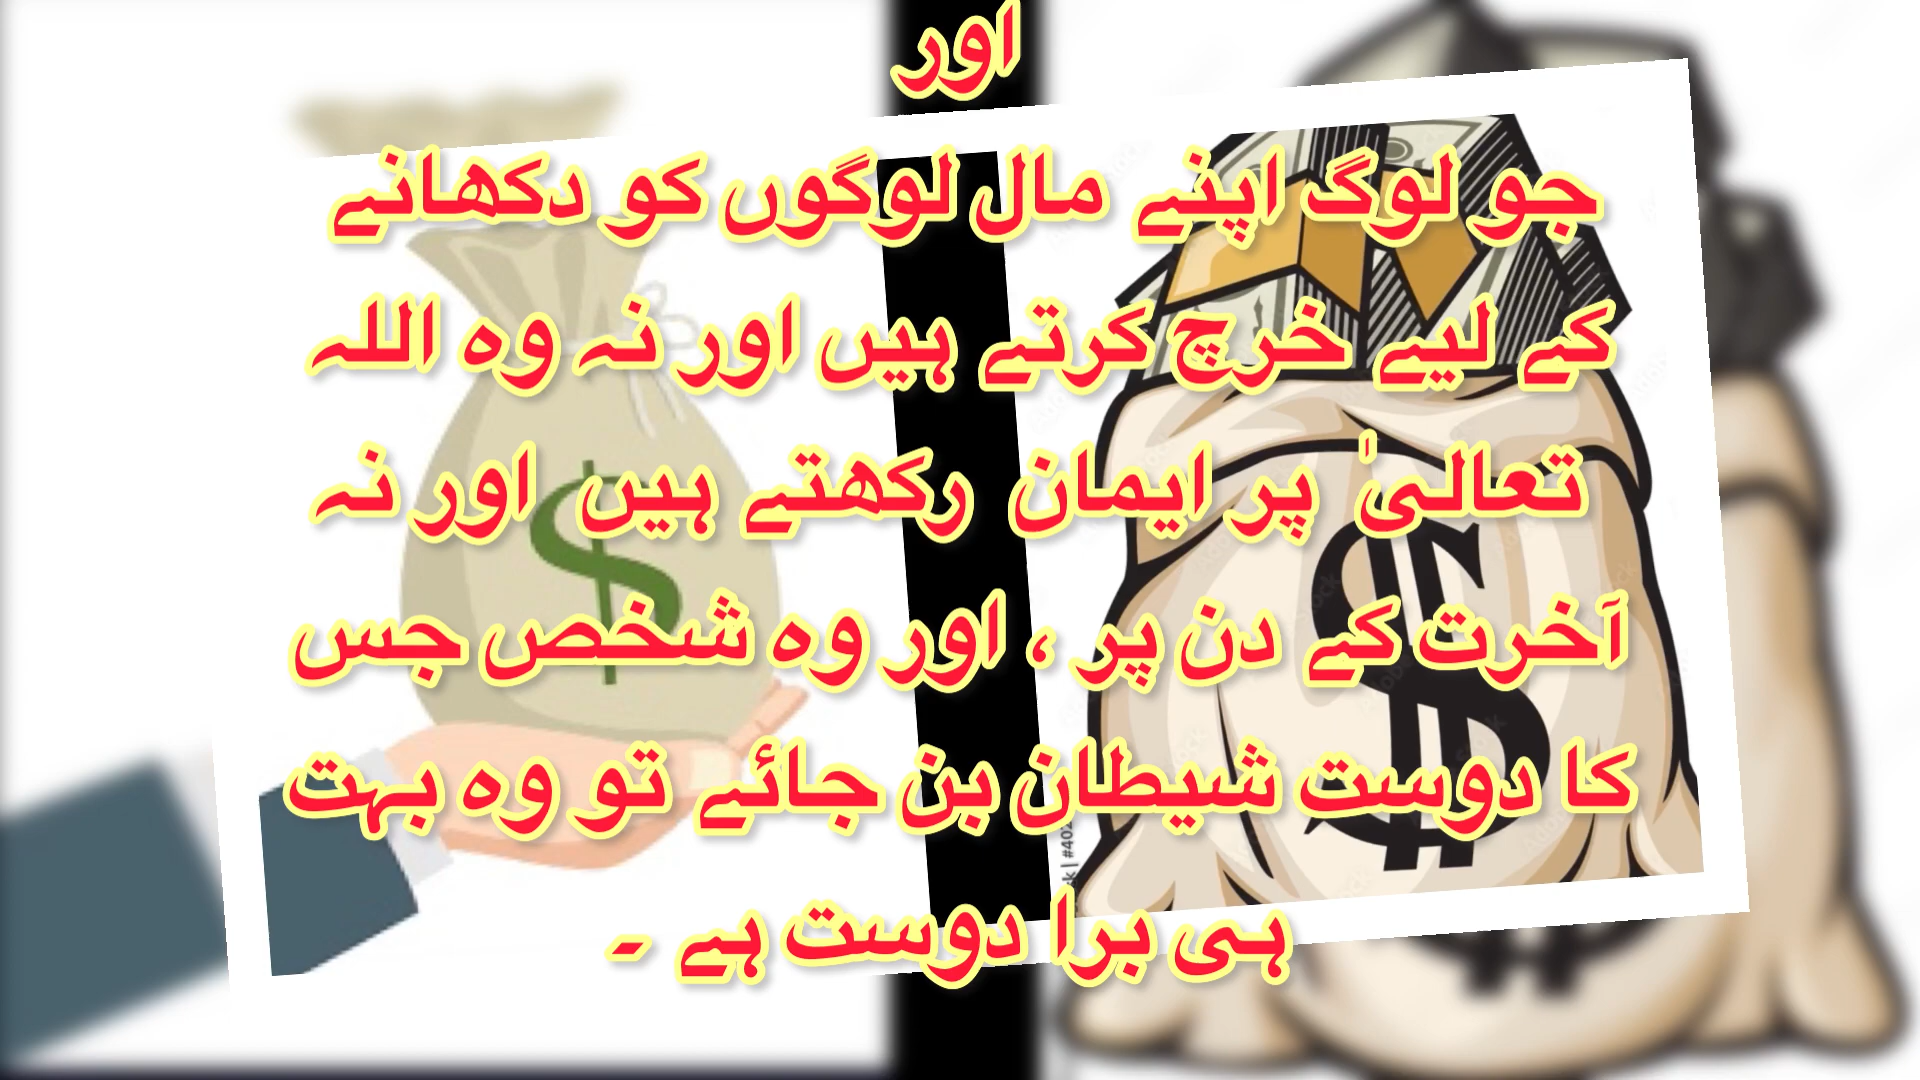 اور
جو لوگ اپنے مال لوگوں کو دکھانے
کے لیے خرچ کرتے ہیں اور نہ وہ اللہ
تعالیٰ پر ایمان رکھتے ہیں اور نہ
آخرت کے دن پر ، اور وہ شخص جس
کا دوست شیطان بن جائے تو وہ بہت
ہی برا دوست ہے ۔